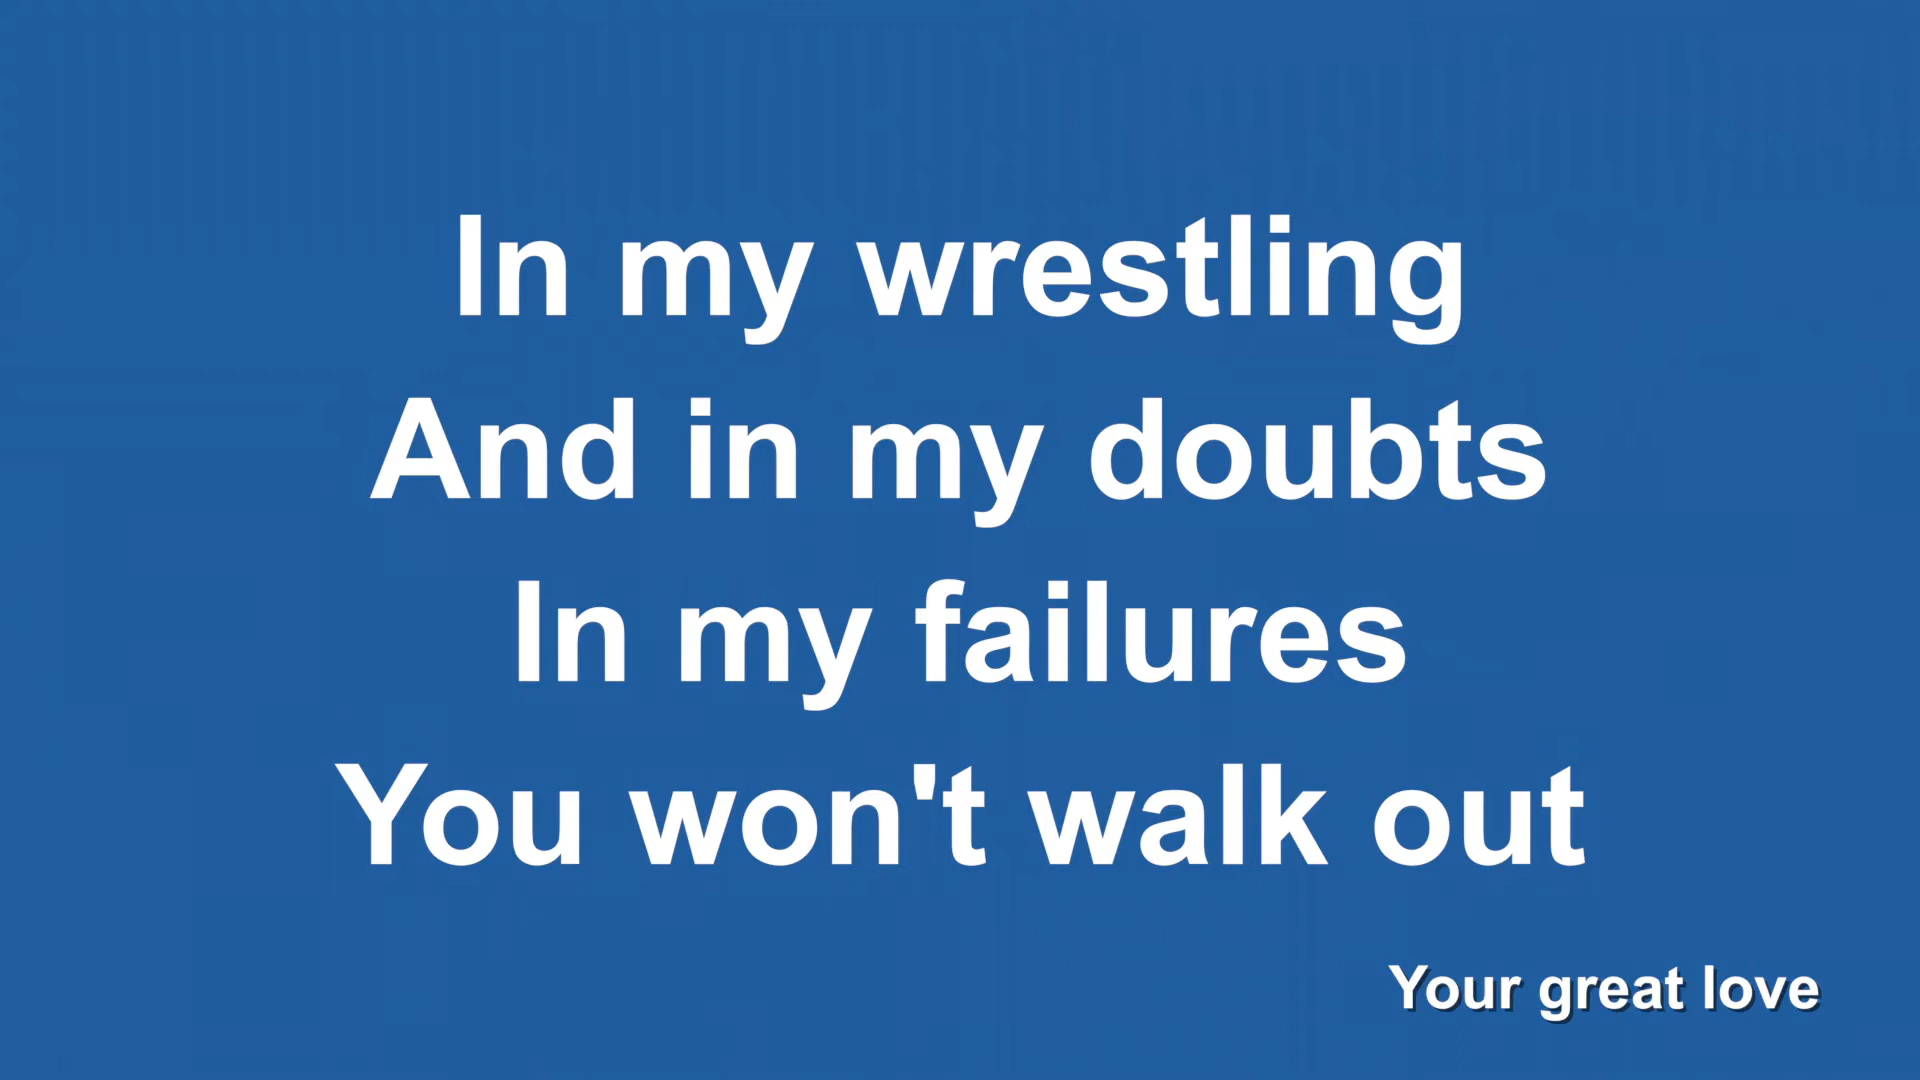 In my wrestling
And in my doubts
In my failures
You won't walk out
Your great love